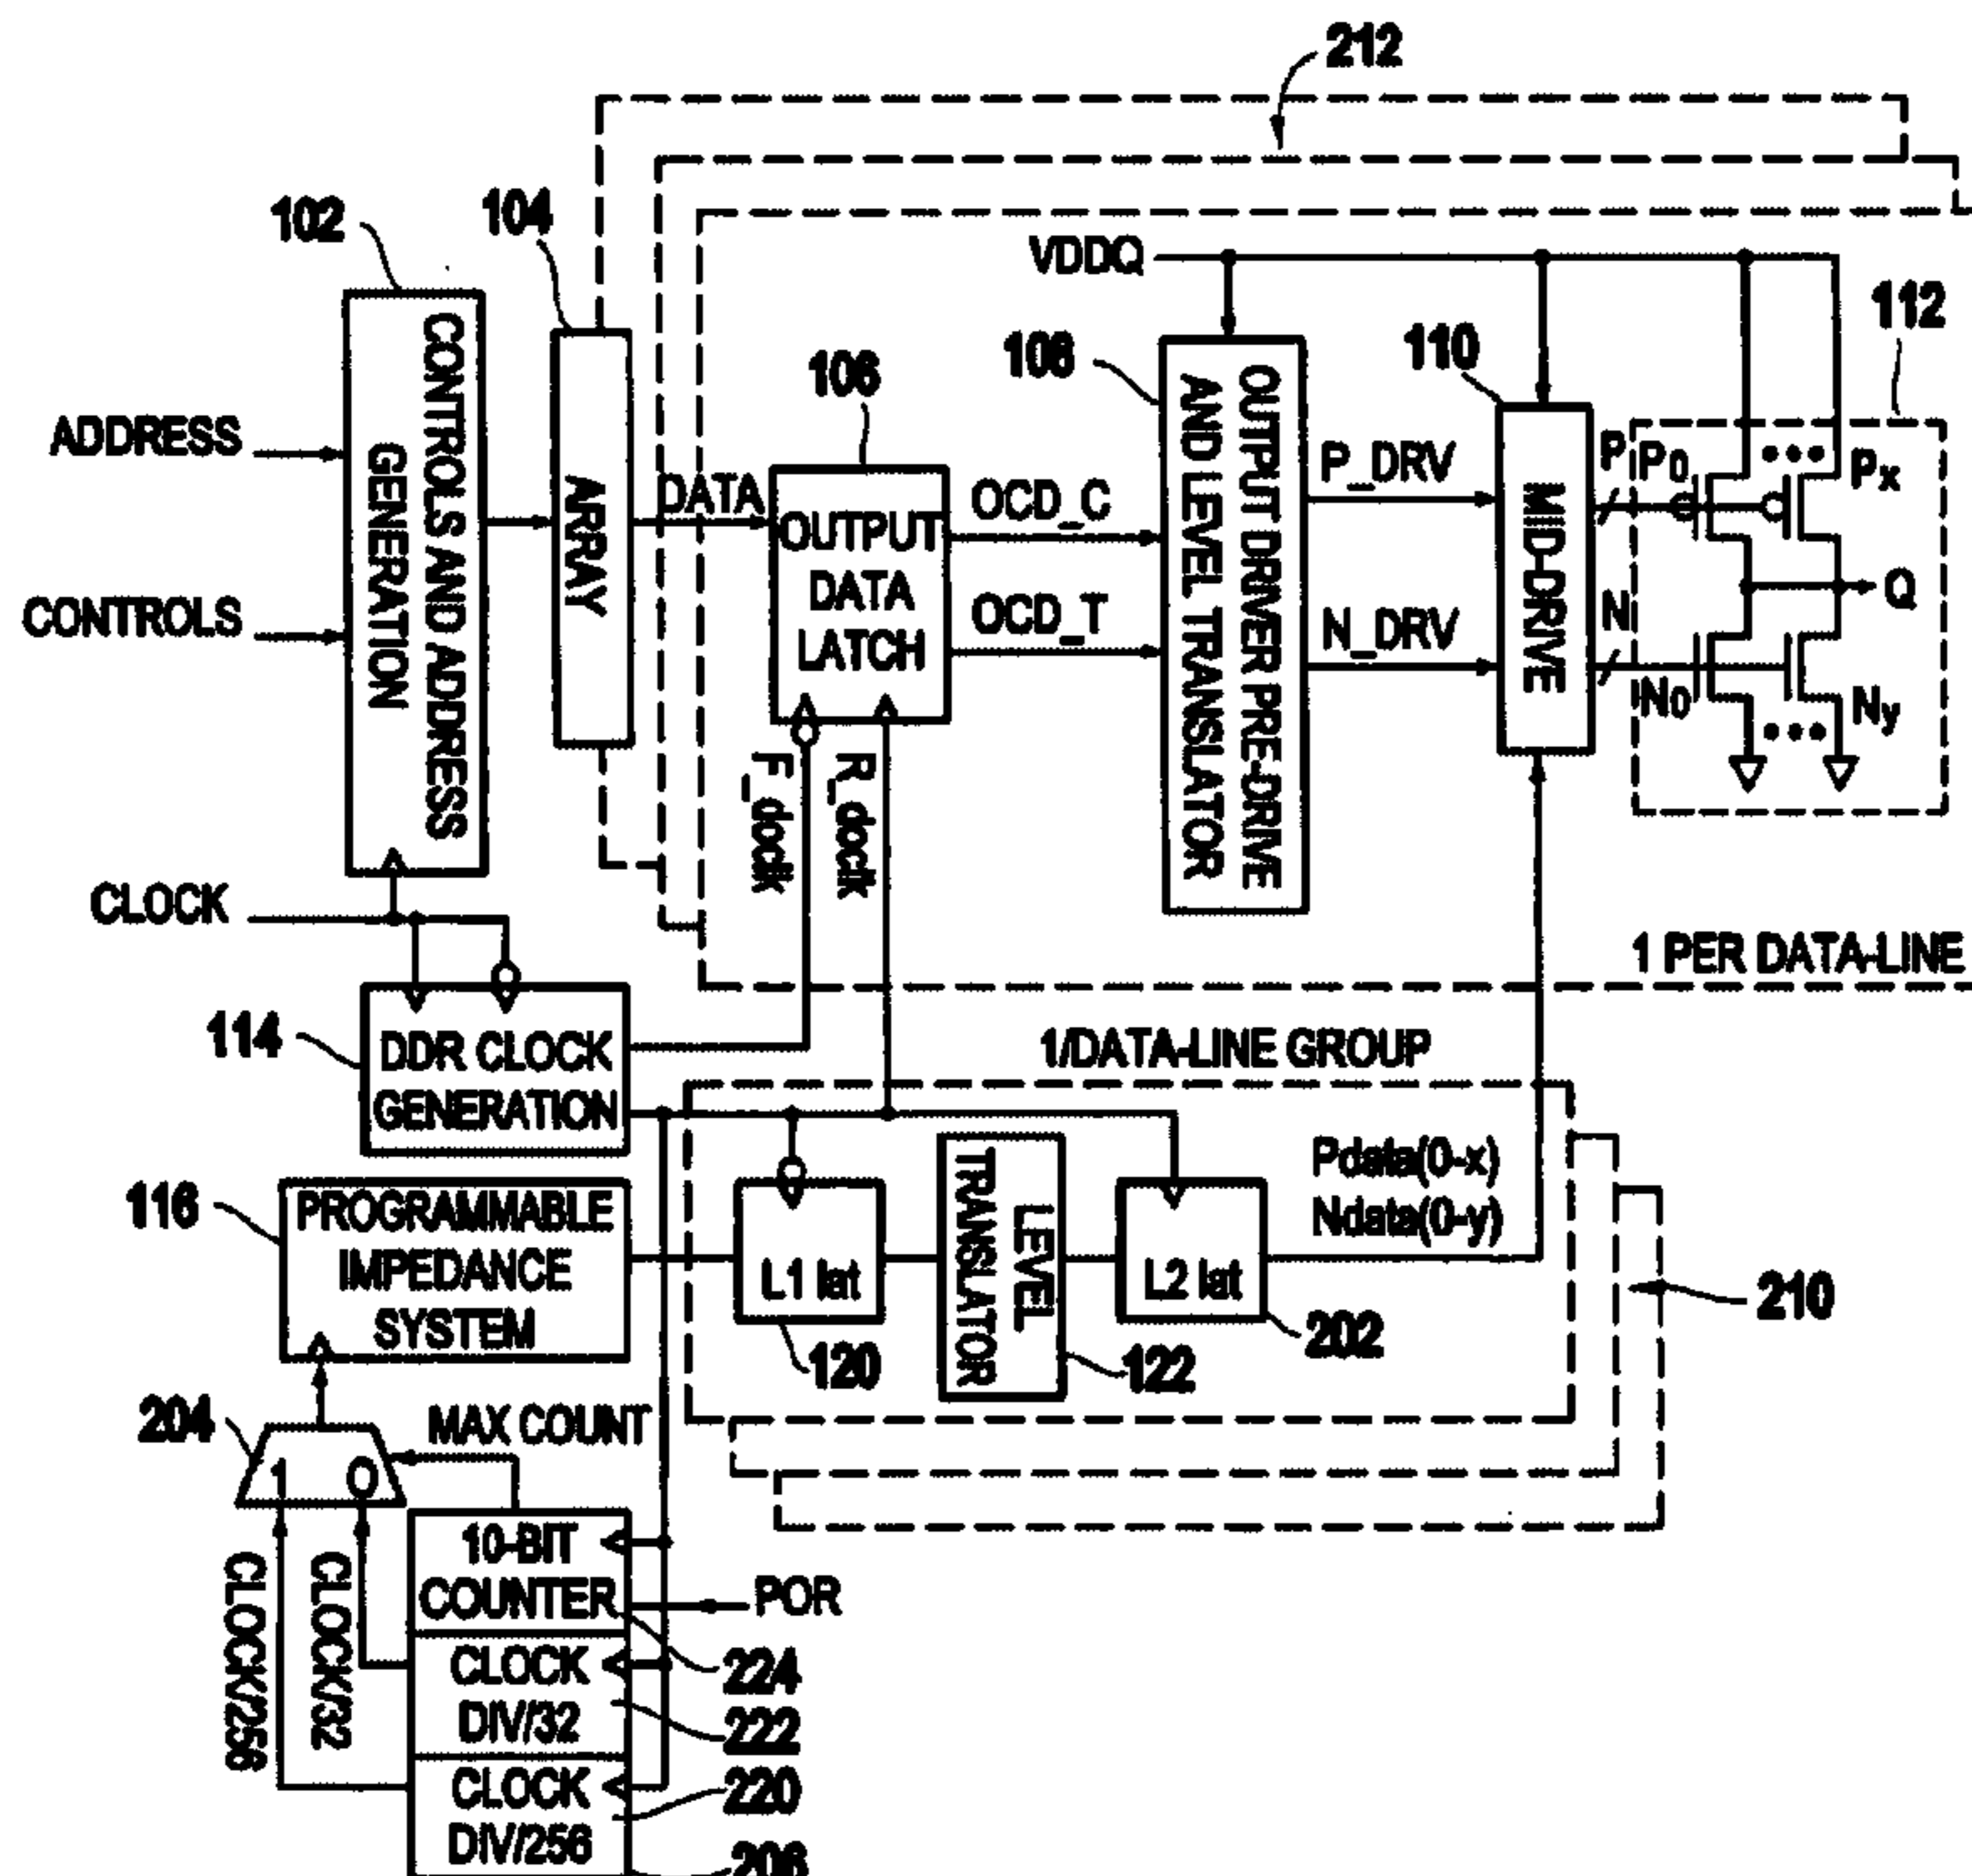 212
102
104
VDDQ
112
106
108
110
ADDRESS
CONTROLS
CONTROLS AND ADDRESS
GENERATION
ARRAY
DATA
OUTPUT
DATA
LATCH
OCD_C
OCD_T
OUTPUT DRIVER PRE-DRIVE
AND LEVEL TRANSLATOR
P_DRV
N_DRV
MID-DRIVE
P
P0
Px
Q
N
N0
Ny
F_clock
R_clock
CLOCK
1 PER DATA-LINE
114
DDR CLOCK
GENERATION
1/DATA-LINE GROUP
116
PROGRAMMABLE
IMPEDANCE
SYSTEM
L1 lat
120
LEVEL
TRANSLATOR
122
L2 lat
202
Pdata(0-x)
Ndata(0-y)
210
204
1 0
MAX COUNT
CLOCK/256
CLOCK/32
10-BIT
COUNTER
POR
224
CLOCK
DIV/32
222
CLOCK
DIV/256
220
206